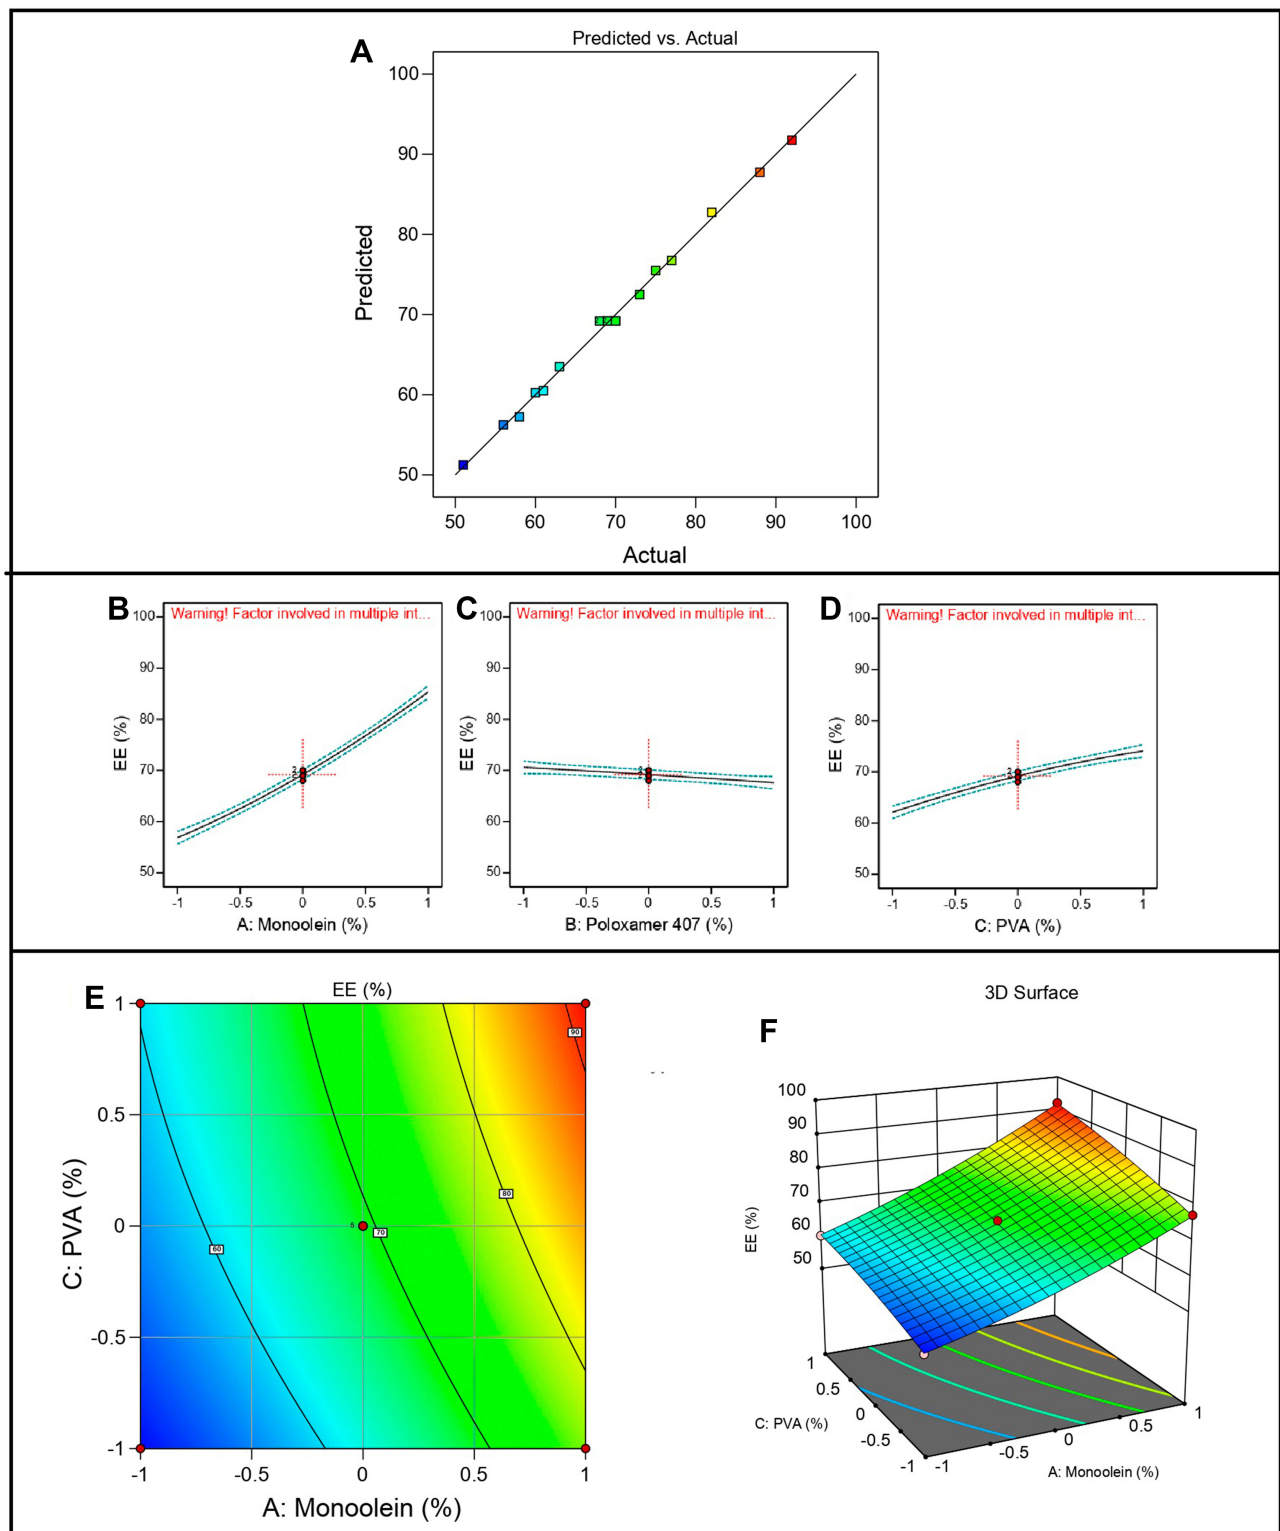 A
Predicted vs. Actual
100
90
80
70
60
50
Predicted
50 60 70 80 90 100
Actual
B
Warning! Factor involved in multiple int...
100
90
80
70
60
50
EE (%)
2
-1 -0.5 0 0.5 1
A: Monoolein (%)
C
Warning! Factor involved in multiple int...
100
90
80
70
60
50
EE (%)
-1 -0.5 0 0.5 1
B: Poloxamer 407 (%)
D
Warning! Factor involved in multiple int...
100
90
80
70
60
50
EE (%)
2
-1 -0.5 0 0.5 1
C: PVA (%)
E
EE (%)
1
0.5
0
-0.5
-1
C: PVA (%)
90
80
5
70
60
-1 -0.5 0 0.5 1
A: Monoolein (%)
3D Surface
F
100
90
80
70
60
50
EE (%)
1
0.5
0
-0.5
-1
C: PVA (%)
-1
-0.5
0
0.5
1
A: Monoolein (%)